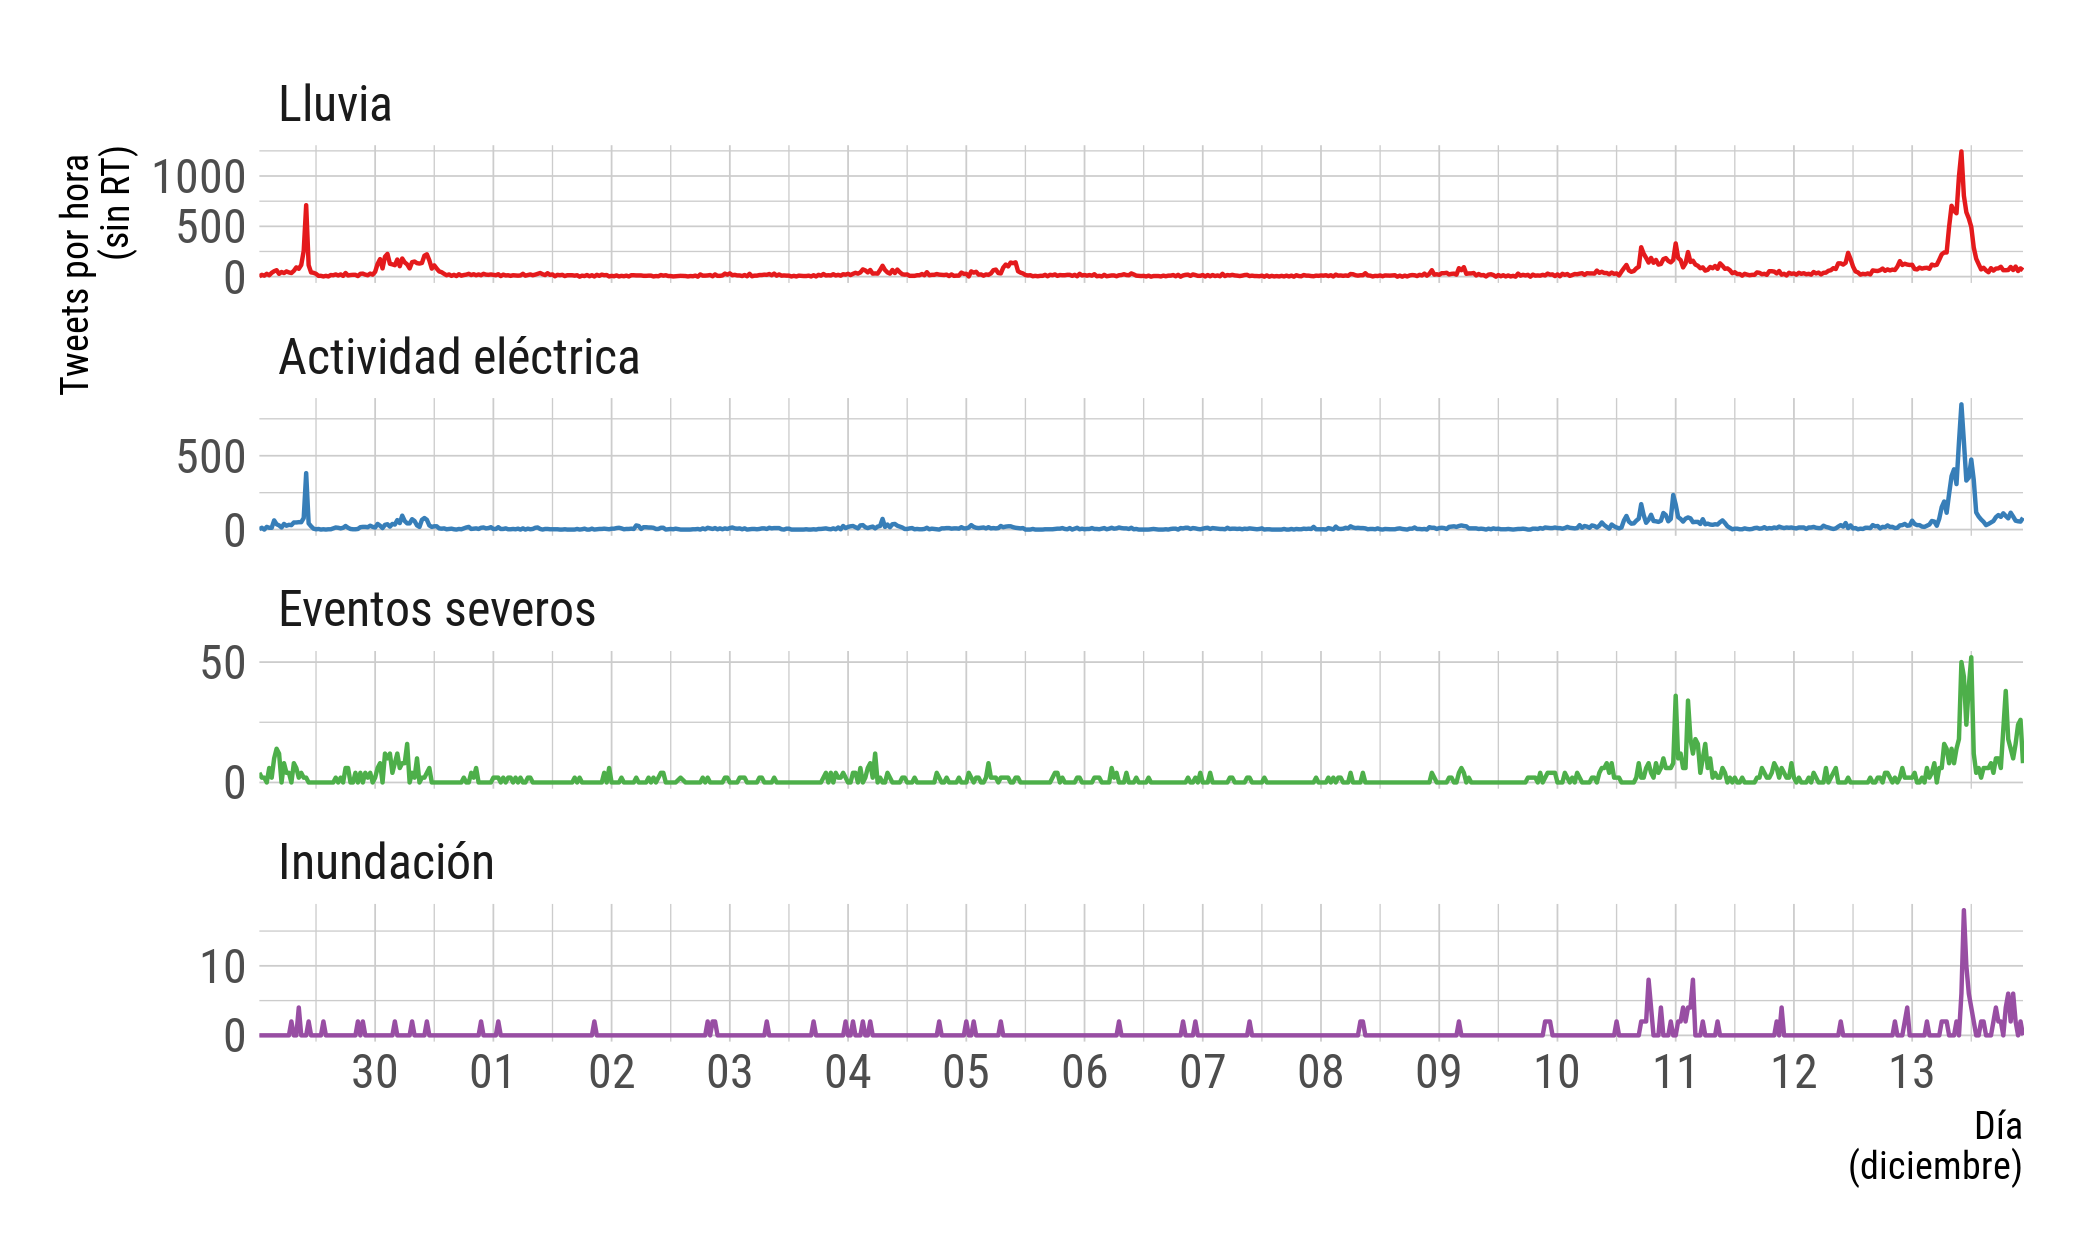 Tweets por hora
(sin RT)
Lluvia
1000
500
0
Actividad eléctrica
500
0
Eventos severos
50
0
Inundación
10
0
30 01 02 03 04 05 06 07 08 09 10 11 12 13
Día
(diciembre)